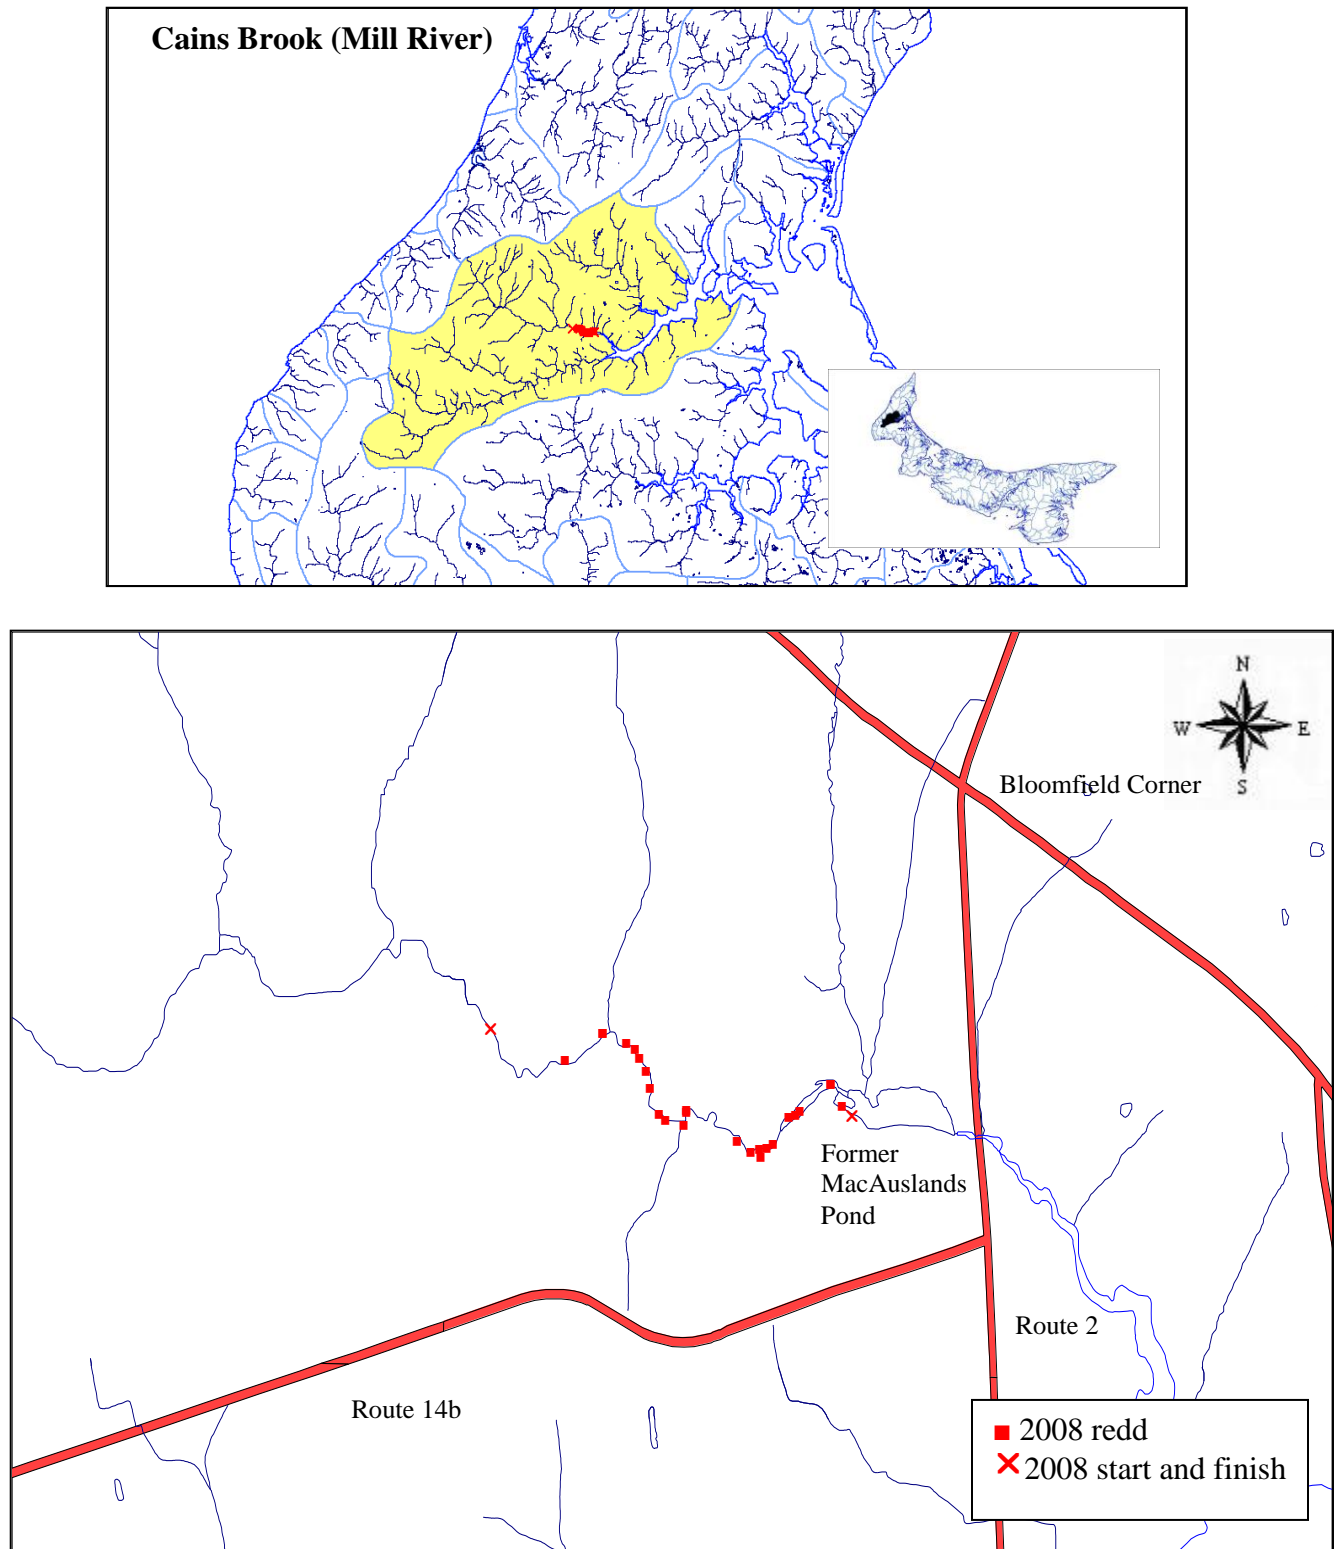 Cains Brook (Mill River)
N
W E
S
Bloomfield Corner
Former
MacAuslands
Pond
Route 2
Route 14b
2008 redd
2008 start and finish